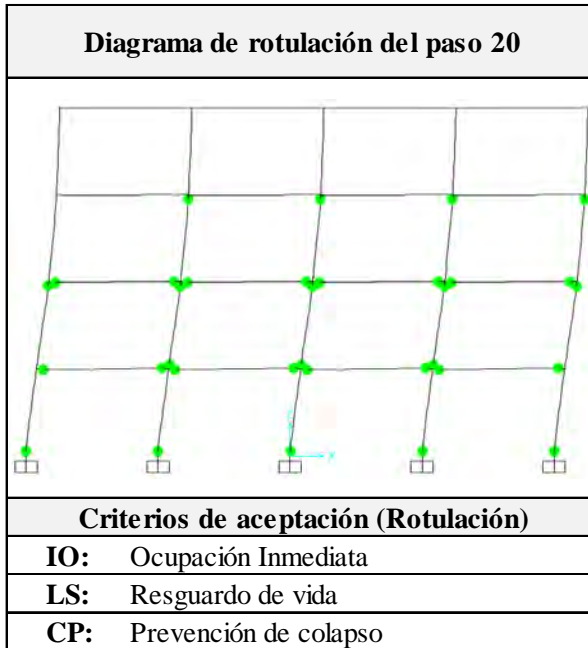 Diagrama de rotulación del paso 20
Criterios de aceptación (Rotulación)
IO: Ocupación Inmediata
LS: Resguardo de vida
CP: Prevención de colapso